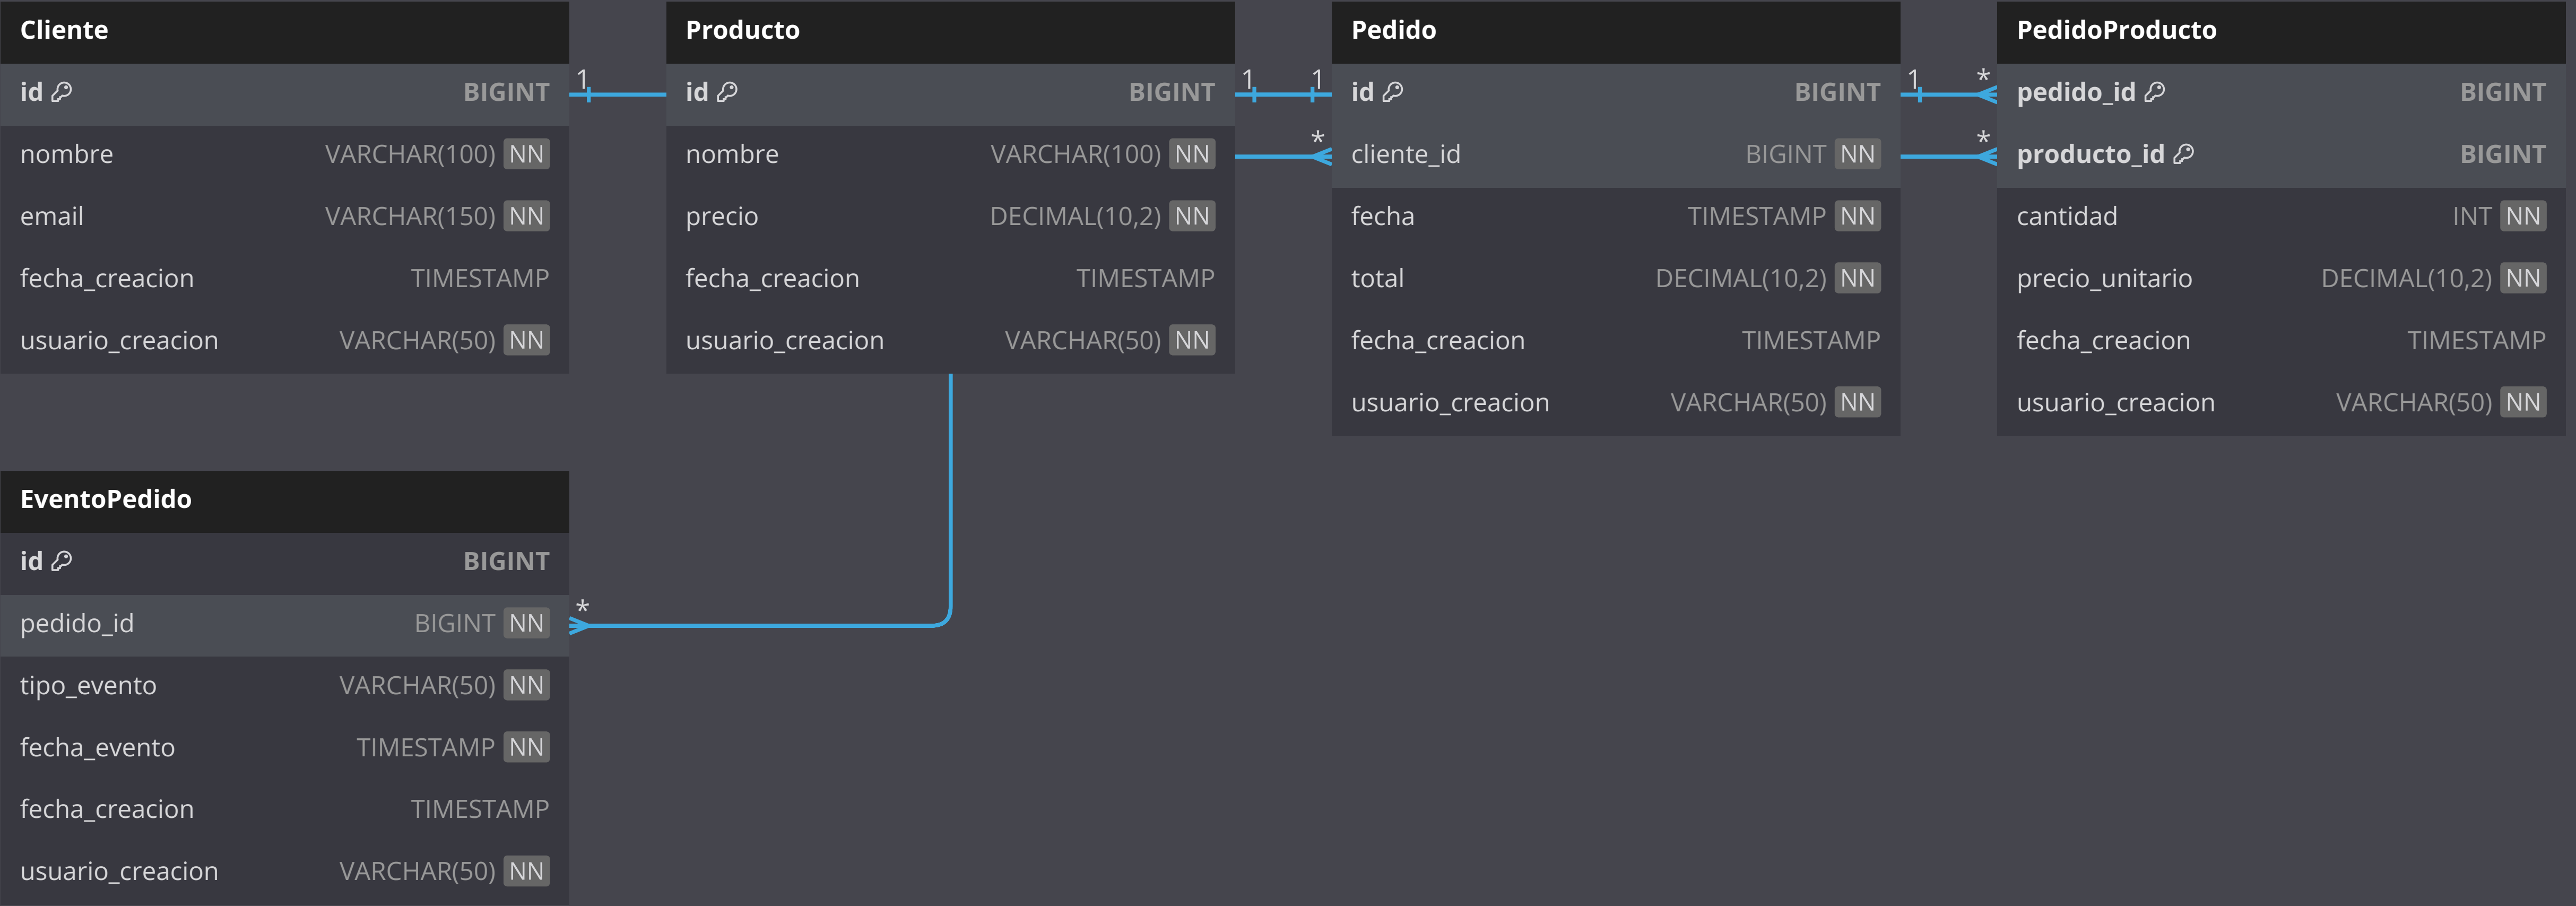 Cliente
id BIGINT
nombre VARCHAR(100) NN
email VARCHAR(150) NN
fecha_creacion TIMESTAMP
usuario_creacion VARCHAR(50) NN
1
Producto
id BIGINT
nombre VARCHAR(100) NN
precio DECIMAL(10,2) NN
fecha_creacion TIMESTAMP
usuario_creacion VARCHAR(50) NN
1 1
*
Pedido
id BIGINT
cliente_id BIGINT NN
fecha TIMESTAMP NN
total DECIMAL(10,2) NN
fecha_creacion TIMESTAMP
usuario_creacion VARCHAR(50) NN
1 *
*
PedidoProducto
pedido_id BIGINT
producto_id BIGINT
cantidad INT NN
precio_unitario DECIMAL(10,2) NN
fecha_creacion TIMESTAMP
usuario_creacion VARCHAR(50) NN
EventoPedido
id BIGINT
pedido_id BIGINT NN
*
tipo_evento VARCHAR(50) NN
fecha_evento TIMESTAMP NN
fecha_creacion TIMESTAMP
usuario_creacion VARCHAR(50) NN